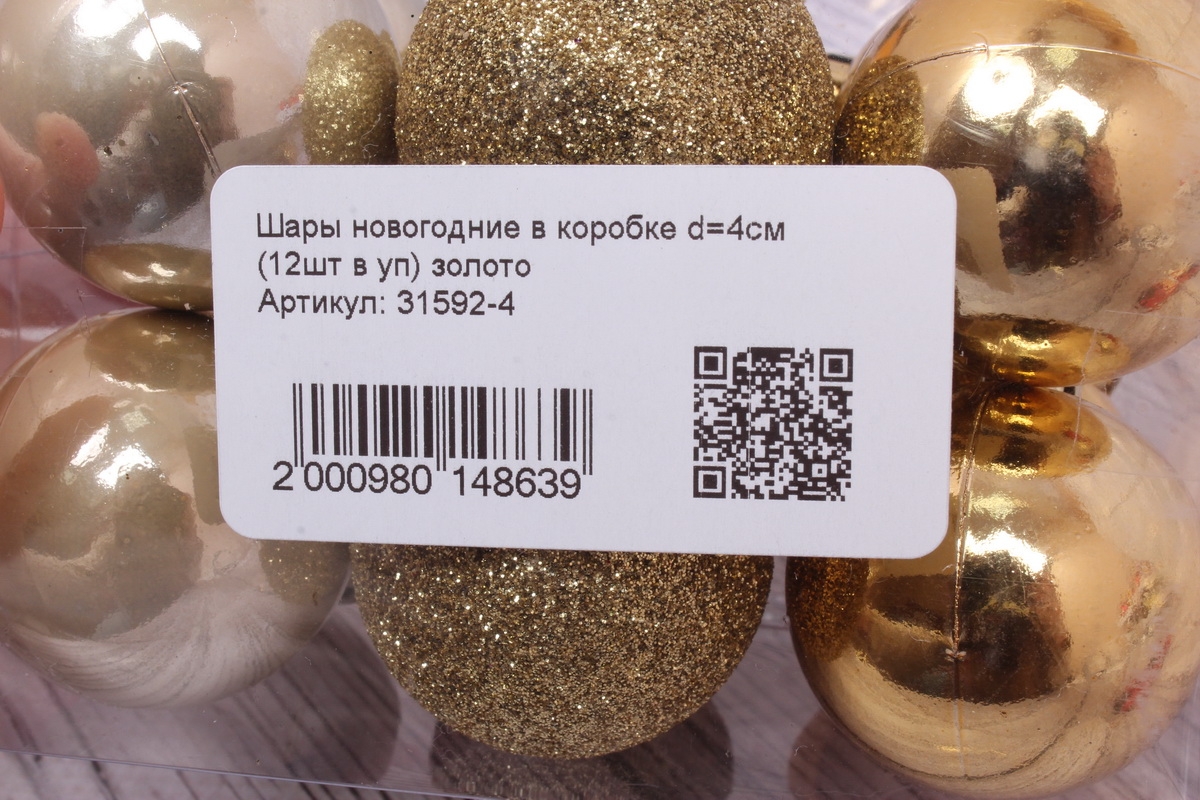 Шары новогодние в коробке d=4см
(12шт в уп) золото
Артикул: 31592-4
2 000980 148639